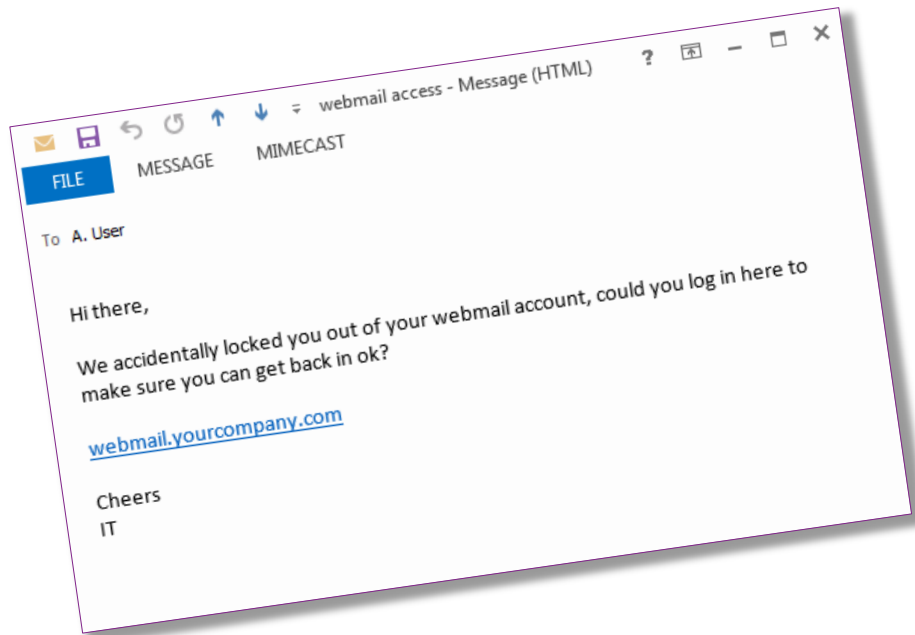 webmail access - Message (HTML)
FILE MESSAGE MIMECAST
To A. User
Hi there,
We accidentally locked you out of your webmail account, could you log in here to
make sure you can get back in ok?
webmail.yourcompany.com
Cheers
IT